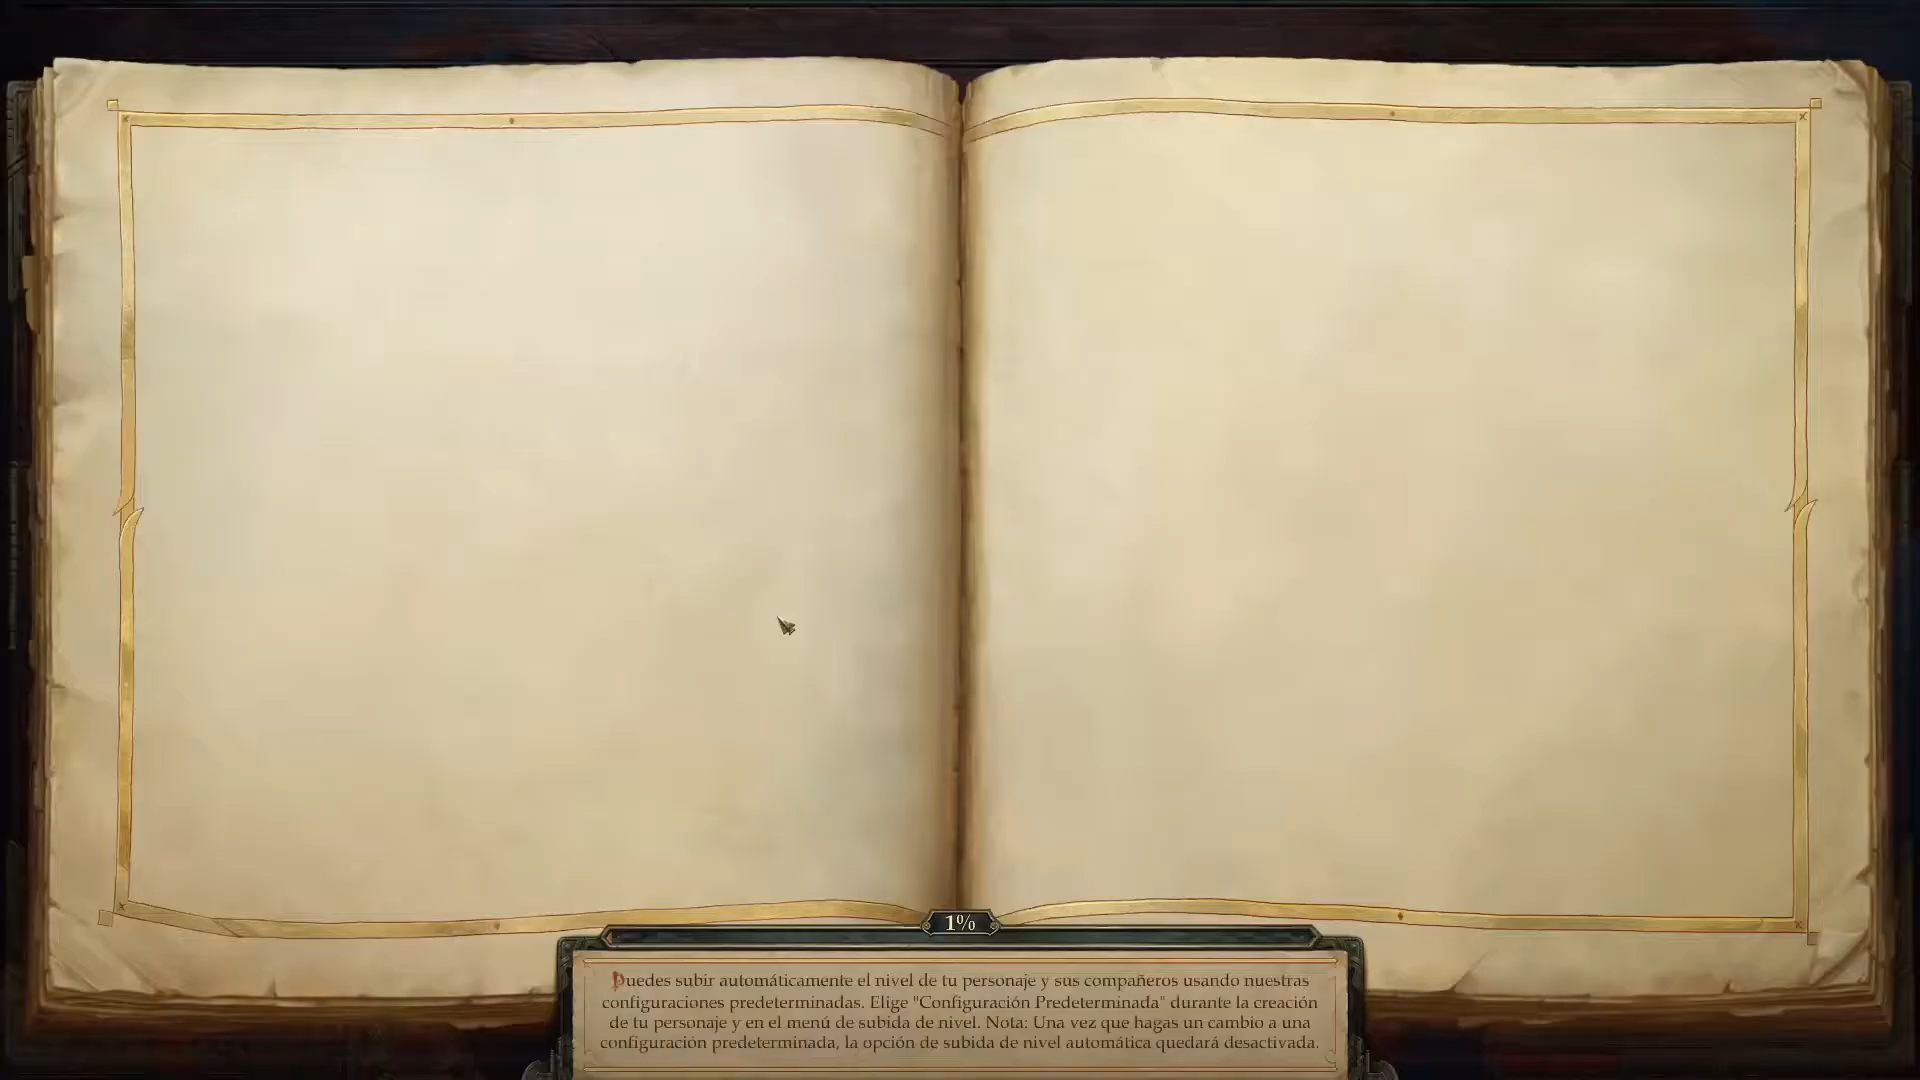 1%
Puedes subir automáticamente el nivel de tu personaje y sus compañeros usando nuestras
configuraciones predeterminadas. Elige "Configuración Predeterminada" durante la creación
de tu personaje y en el menú de subida de nivel. Nota: Una vez que hagas un cambio a una
configuración predeterminada, la opción de subida de nivel automática quedará desactivada.